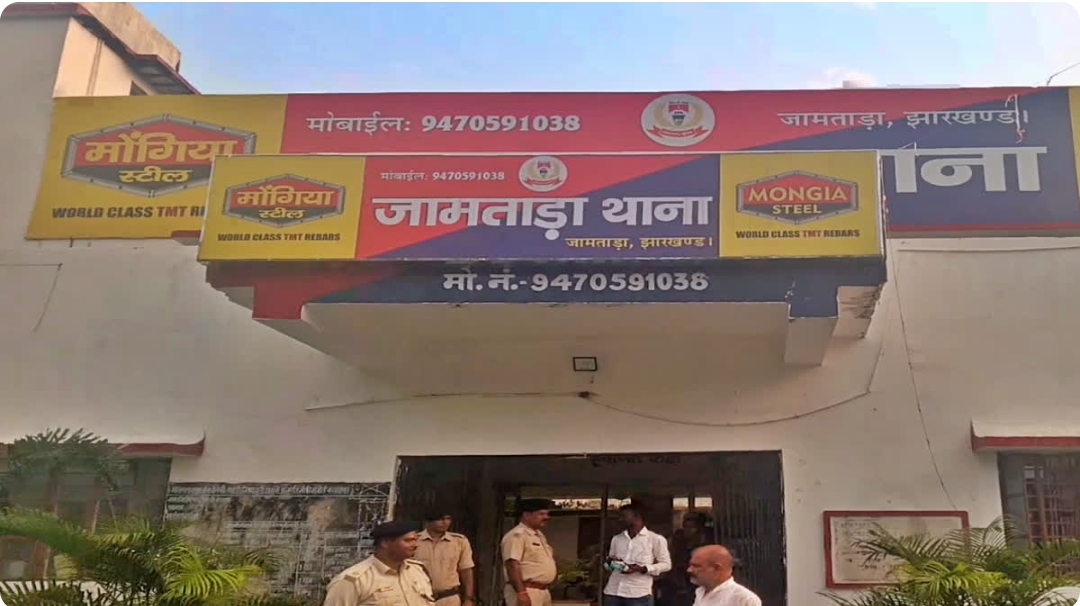 मोबाईल: 9470591038
जामताड़ा, झारखण्ड।
मोंगिया
स्टील
WORLD CLASS TMT
थाना
मोंगिया
स्टील
WORLD CLASS TMT REBARS
मोबाईल: 9470591038
जामताड़ा थाना
जामताड़ा, झारखण्ड।
MONGIA
STEEL
WORLD CLASS TMT REBARS
मो. नं.-9470591038